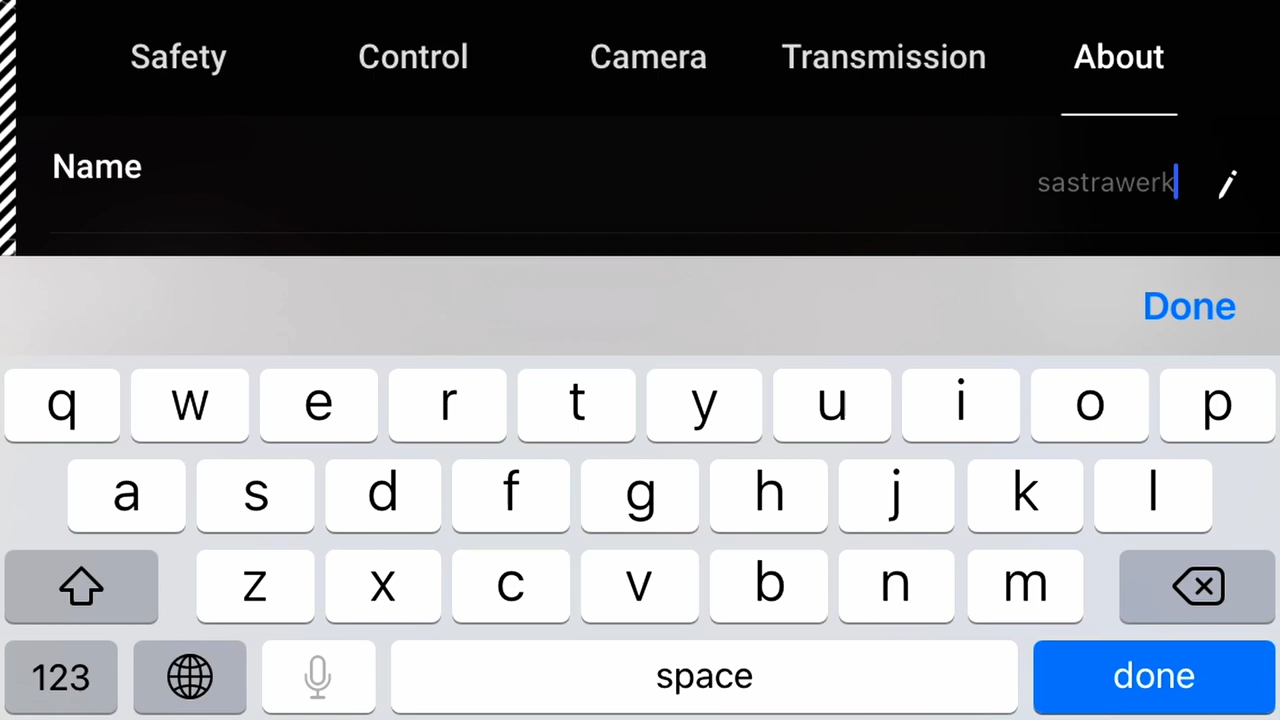 Safety Control Camera Transmission About
Name sastrawerk
Done
q w e r t y u i o p
a s d f g h j k l
z x c v b n m
123 space done